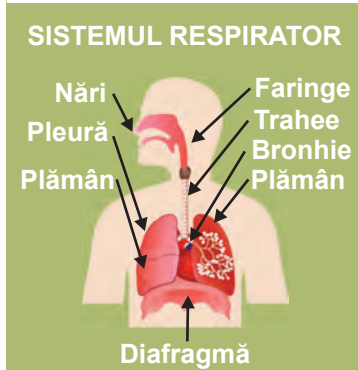 SISTEMUL RESPIRATOR
Nări
Pleură
Plămân
Faringe
Trahee
Bronhie
Plămân
Diafragmă